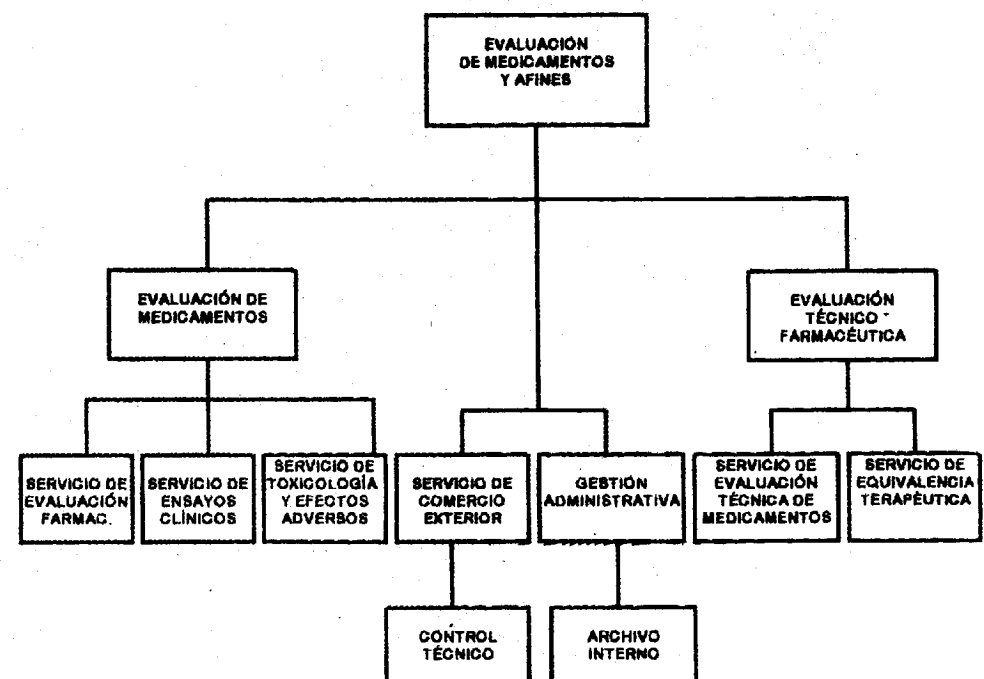 EVALUACIÓN
DE MEDICAMENTOS
Y AFINES
EVALUACIÓN DE
MEDICAMENTOS
EVALUACIÓN
TÉCNICO -
FARMACÉUTICA
SERVICIO DE
EVALUACIÓN
FARMAC.
SERVICIO DE
ENSAYOS
CLÍNICOS
SERVICIO DE
TOXICOLOGÍA
Y EFECTOS
ADVERSOS
SERVICIO DE
COMERCIO
EXTERIOR
GESTIÓN
ADMINISTRATIVA
SERVICIO DE
EVALUACIÓN
TÉCNICA DE
MEDICAMENTOS
SERVICIO DE
EQUIVALENCIA
TERAPÉUTICA
CONTROL
TÉCNICO
ARCHIVO
INTERNO